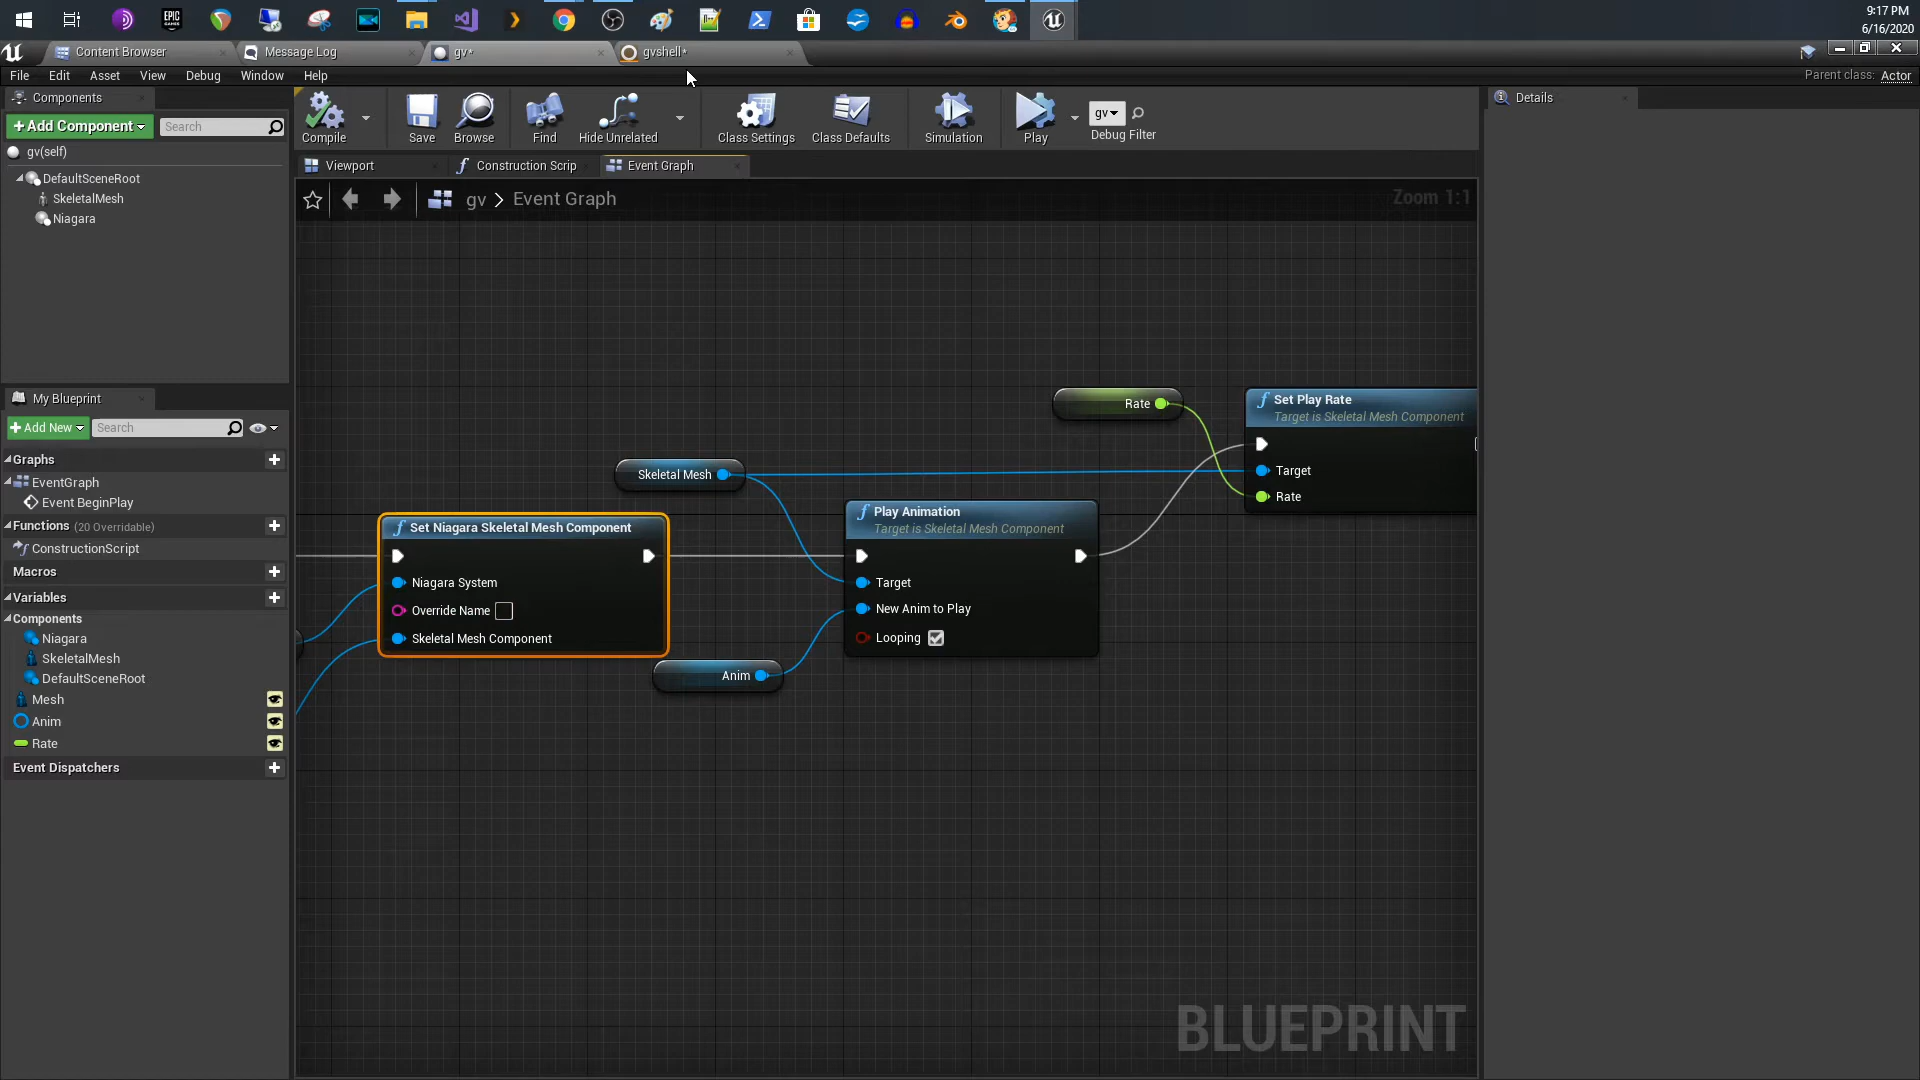 9:17 PM
6/16/2020
EPIC
GAMES
Content Browser
Message Log
gv*
gvshell*
File Edit Asset View Debug Window Help
Parent class: Actor
Components
Details
+Add Component
Search
Compile
Save
Browse
Find
Hide Unrelated
Class Settings
Class Defaults
Simulation
Play
gv
Debug Filter
gv(self)
Viewport
Construction Scrip
Event Graph
DefaultSceneRoot
SkeletalMesh
Niagara
gv > Event Graph
Zoom 1:1
My Blueprint
+Add New
Search
Graphs
EventGraph
Event BeginPlay
Functions (20 Overridable)
ConstructionScript
Macros
Variables
Components
Niagara
SkeletalMesh
DefaultSceneRoot
Mesh
Anim
Rate
Event Dispatchers
Rate
Set Play Rate
Target is Skeletal Mesh Component
Target
Rate
Skeletal Mesh
Set Niagara Skeletal Mesh Component
Niagara System
Override Name
Skeletal Mesh Component
Play Animation
Target is Skeletal Mesh Component
Target
New Anim to Play
Looping
Anim
BLUEPRINT